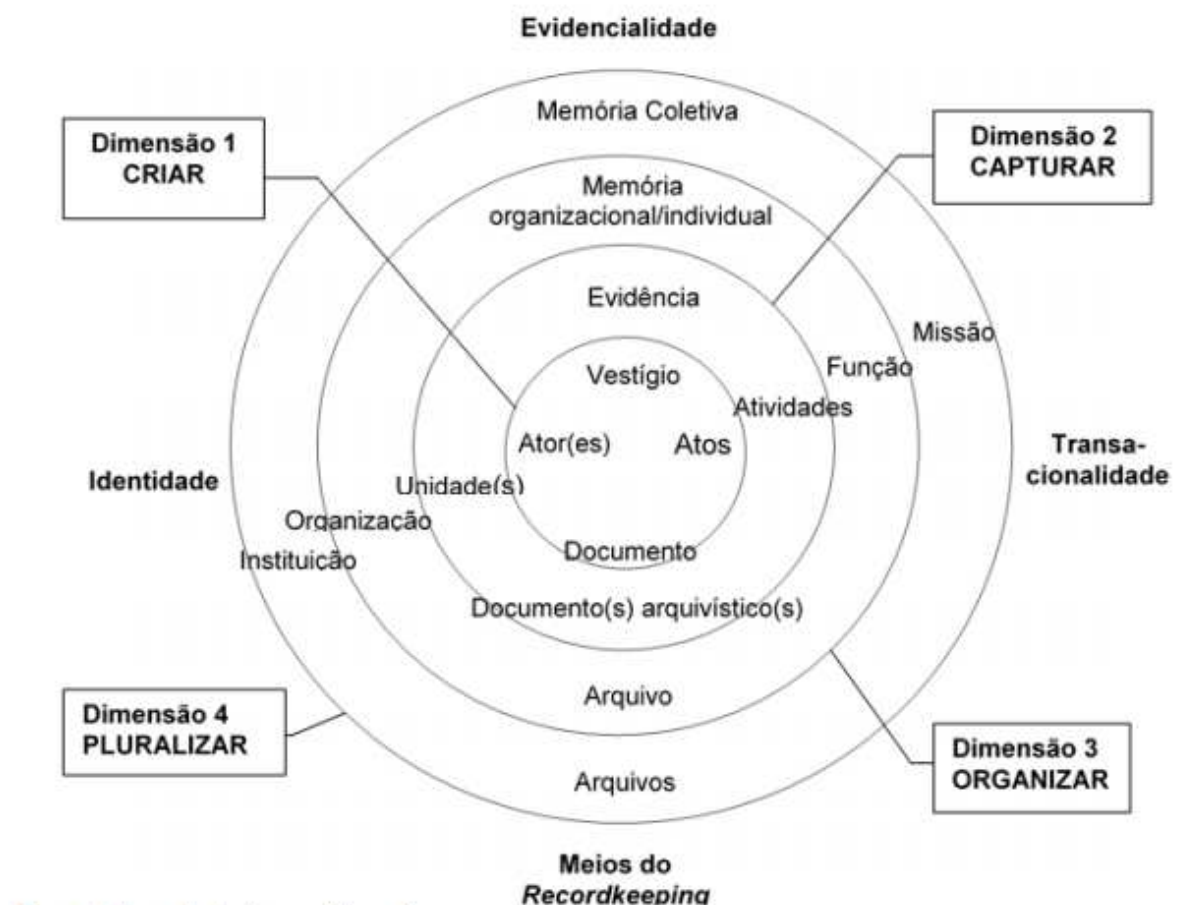 Evidencialidade
Memória Coletiva
Dimensão 1
CRIAR
Dimensão 2
CAPTURAR
Memória
organizacional/individual
Evidência
Missão
Função
Vestígio
Atividades
Ator(es)
Atos
Identidade
Transa-
cionalidade
Unidade(s)
Organização
Instituição
Documento
Documento(s) arquivístico(s)
Arquivo
Dimensão 4
PLURALIZAR
Dimensão 3
ORGANIZAR
Arquivos
Meios do
Recordkeeping